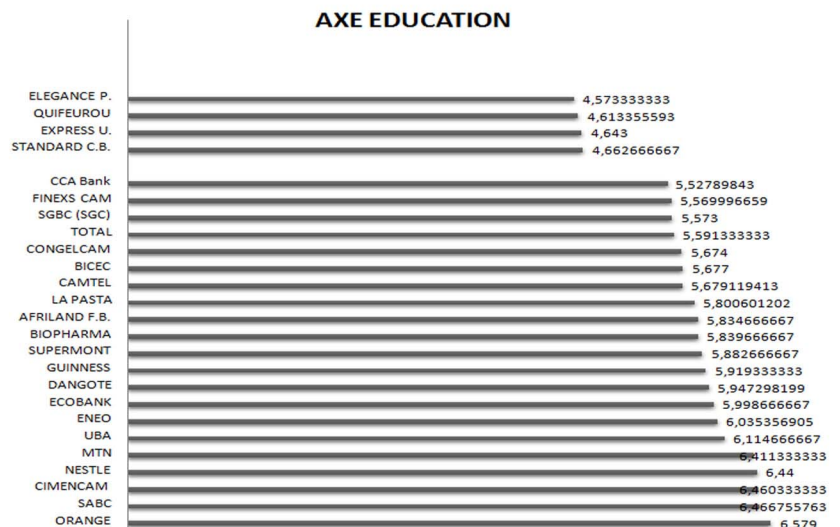 AXE EDUCATION
ELEGANCE P. 4,573333333
QUIFEUROU 4,613355593
EXPRESS U. 4,643
STANDARD C.B. 4,662666667
CCA Bank 5,52789843
FINEXS CAM 5,569996659
SGBC (SGC) 5,573
TOTAL 5,591333333
CONGELCAM 5,674
BICEC 5,677
CAMTEL 5,679119413
LA PASTA 5,800601202
AFRILAND F.B. 5,834666667
BIOPHARMA 5,839666667
SUPERMONT 5,882666667
GUINNESS 5,919333333
DANGOTE 5,947298199
ECOBANK 5,998666667
ENEO 6,035356905
UBA 6,114666667
MTN 6,411333333
NESTLE 6,44
CIMENCAM 6,460333333
SABC 6,466755763
ORANGE 6,579